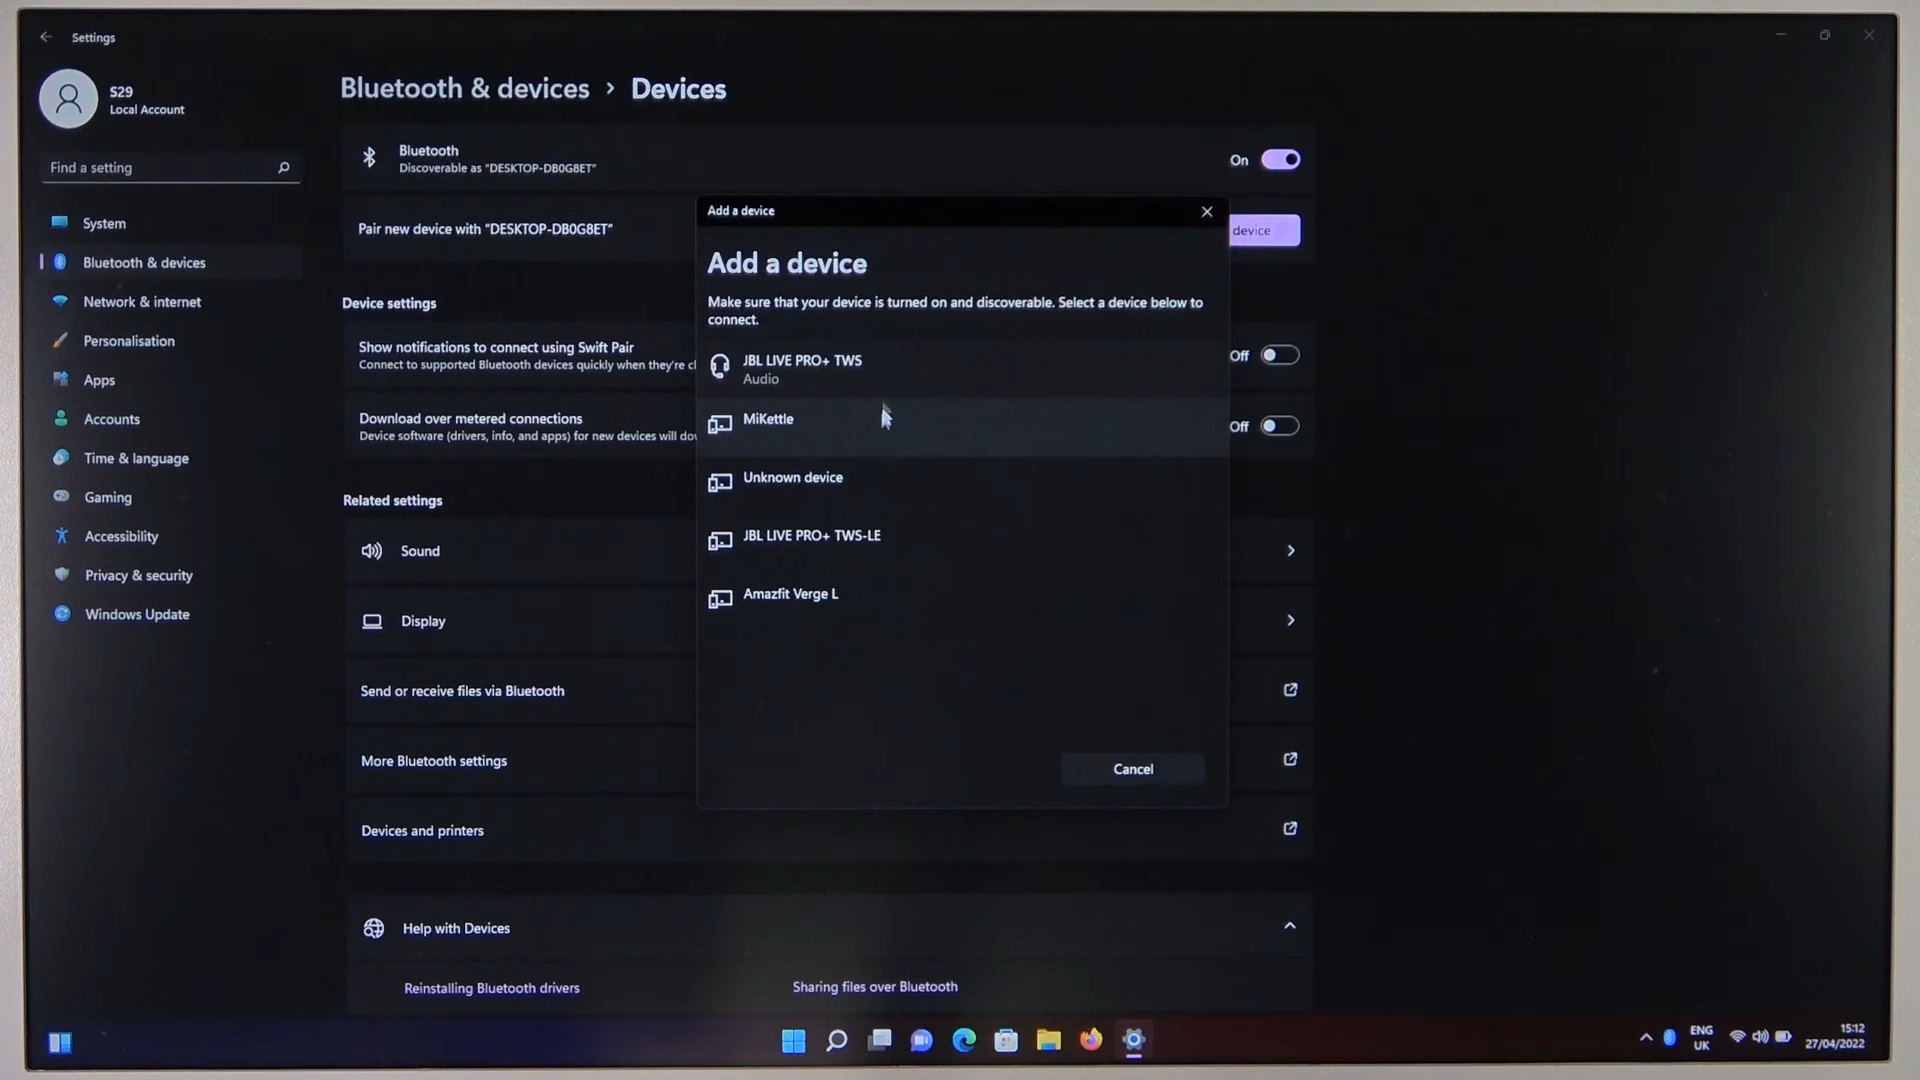 Settings
S29
Local Account
Find a setting
System
Bluetooth & devices
Network & internet
Personalisation
Apps
Accounts
Time & language
Gaming
Accessibility
Privacy & security
Windows Update
Bluetooth & devices › Devices
Bluetooth
Discoverable as "DESKTOP-DB0G8ET"
On
Pair new device with "DESKTOP-DB0G8ET"
device
Device settings
Show notifications to connect using Swift Pair
Connect to supported Bluetooth devices quickly when they're cl
Off
Download over metered connections
Device software (drivers, info, and apps) for new devices will do
Off
Related settings
Sound
Display
Send or receive files via Bluetooth
More Bluetooth settings
Devices and printers
Help with Devices
Reinstalling Bluetooth drivers
Sharing files over Bluetooth
Add a device
Add a device
Make sure that your device is turned on and discoverable. Select a device below to
connect.
JBL LIVE PRO+ TWS
Audio
MiKettle
Unknown device
JBL LIVE PRO+ TWS-LE
Amazfit Verge L
Cancel
ENG
UK
15:12
27/04/2022